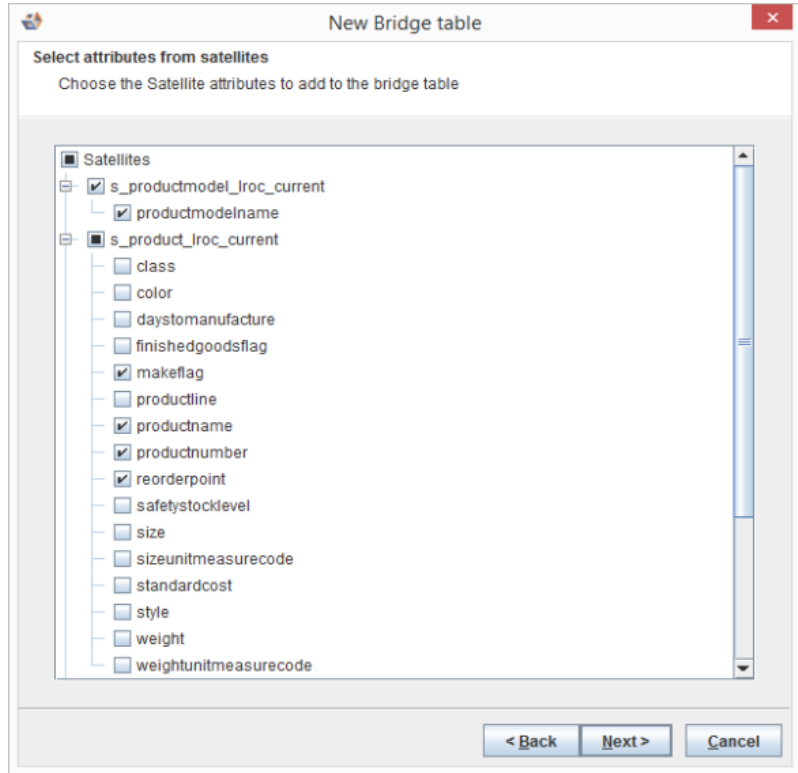 New Bridge table
Select attributes from satellites
Choose the Satellite attributes to add to the bridge table
Satellites
s_productmodel_lroc_current
productmodelname
s_product_lroc_current
class
color
daystomanufacture
finishedgoodsflag
makeflag
productline
productname
productnumber
reorderpoint
safetystocklevel
size
sizeunitmeasurecode
standardcost
style
weight
weightunitmeasurecode
< Back Next > Cancel